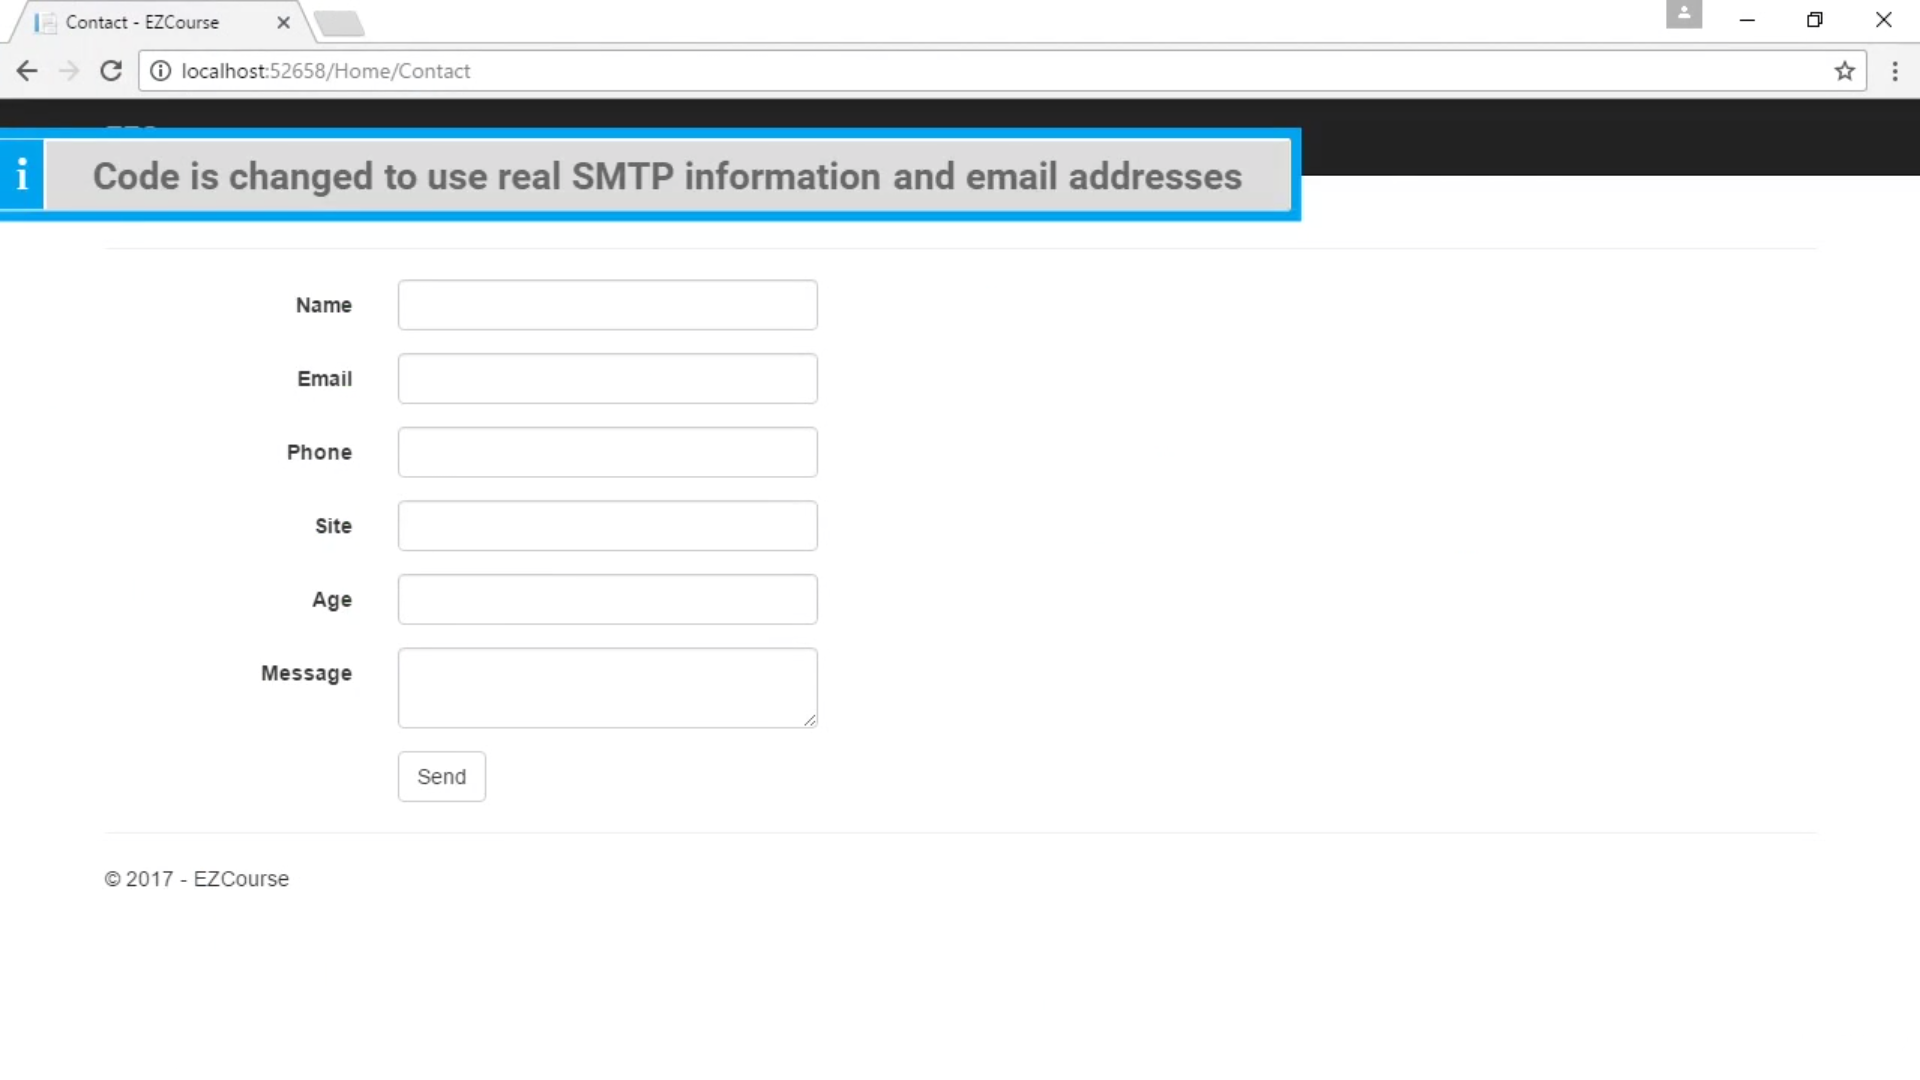 Contact - EZCourse
localhost:52658/Home/Contact
i Code is changed to use real SMTP information and email addresses
Name
Email
Phone
Site
Age
Message
Send
© 2017 - EZCourse